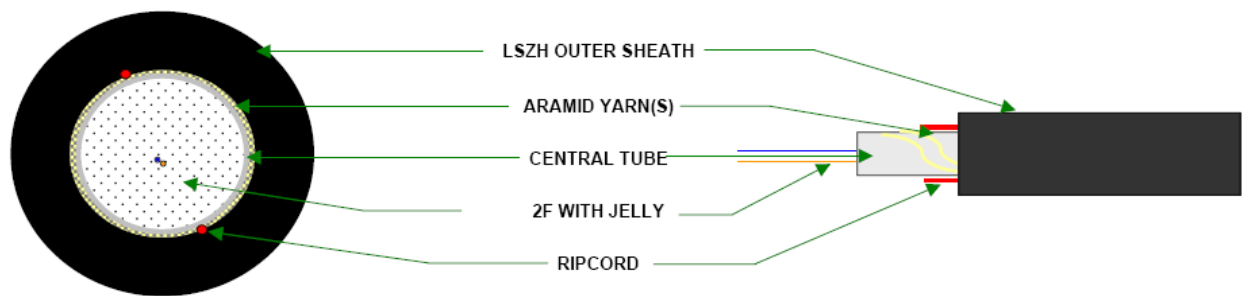 LSZH OUTER SHEATH
ARAMID YARN(S)
CENTRAL TUBE
2F WITH JELLY
RIPCORD